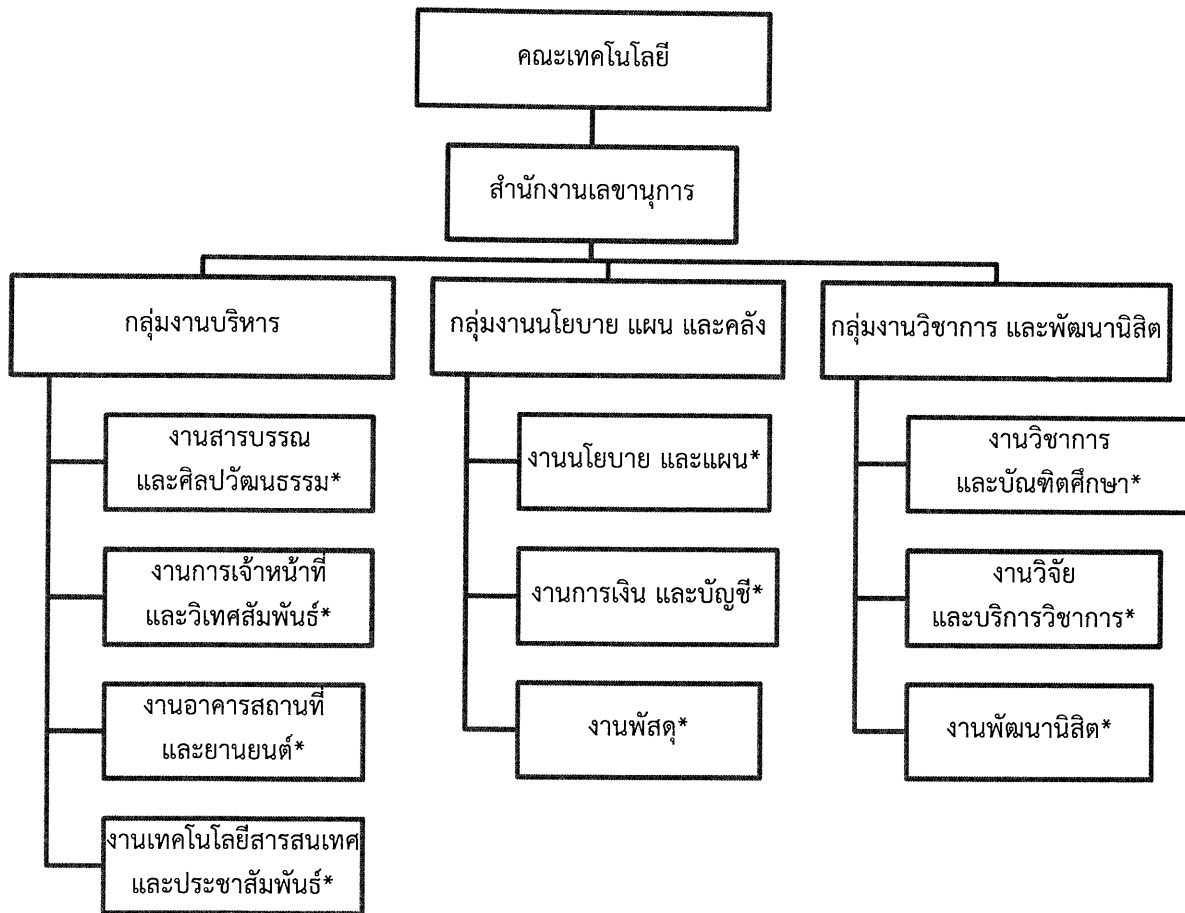 คณะเทคโนโลยี
สำนักงานเลขานุการ
กลุ่มงานบริหาร
งานสารบรรณ
และศิลปวัฒนธรรม*
งานการเจ้าหน้าที่
และวิเทศสัมพันธ์*
งานอาคารสถานที่
และยานยนต์*
งานเทคโนโลยีสารสนเทศ
และประชาสัมพันธ์*
กลุ่มงานนโยบาย แผน และคลัง
งานนโยบาย และแผน*
งานการเงิน และบัญชี*
งานพัสดุ*
กลุ่มงานวิชาการ และพัฒนานิสิต
งานวิชาการ
และบัณฑิตศึกษา*
งานวิจัย
และบริการวิชาการ*
งานพัฒนานิสิต*